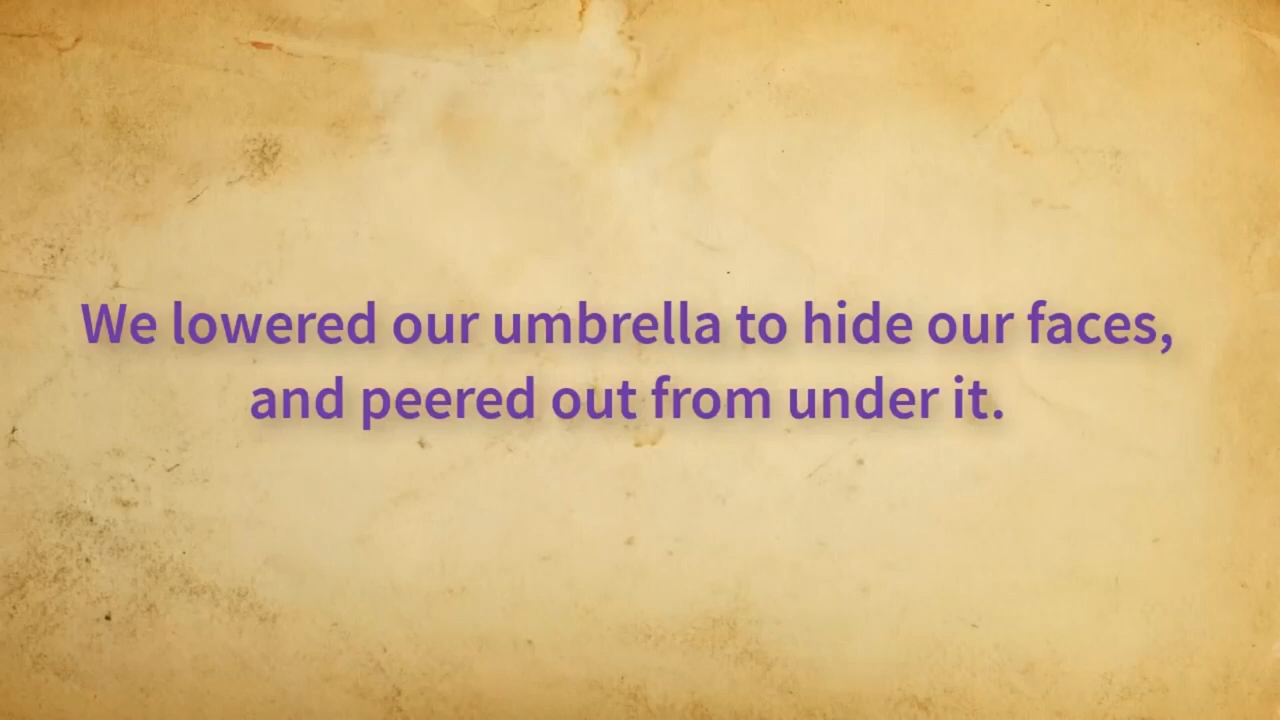 We lowered our umbrella to hide our faces,
and peered out from under it.